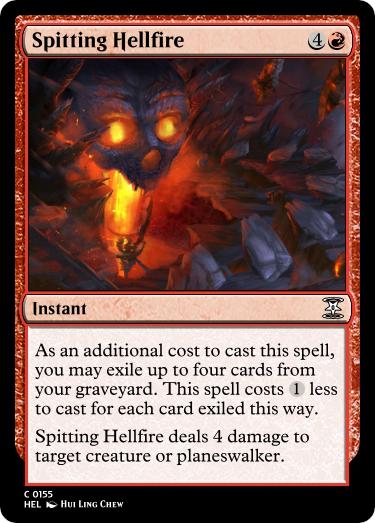 Spitting Hellfire 4
Instant
As an additional cost to cast this spell,
you may exile up to four cards from
your graveyard. This spell costs 1 less
to cast for each card exiled this way.
Spitting Hellfire deals 4 damage to
target creature or planeswalker.
C 0155
HEL Hui Ling Chew